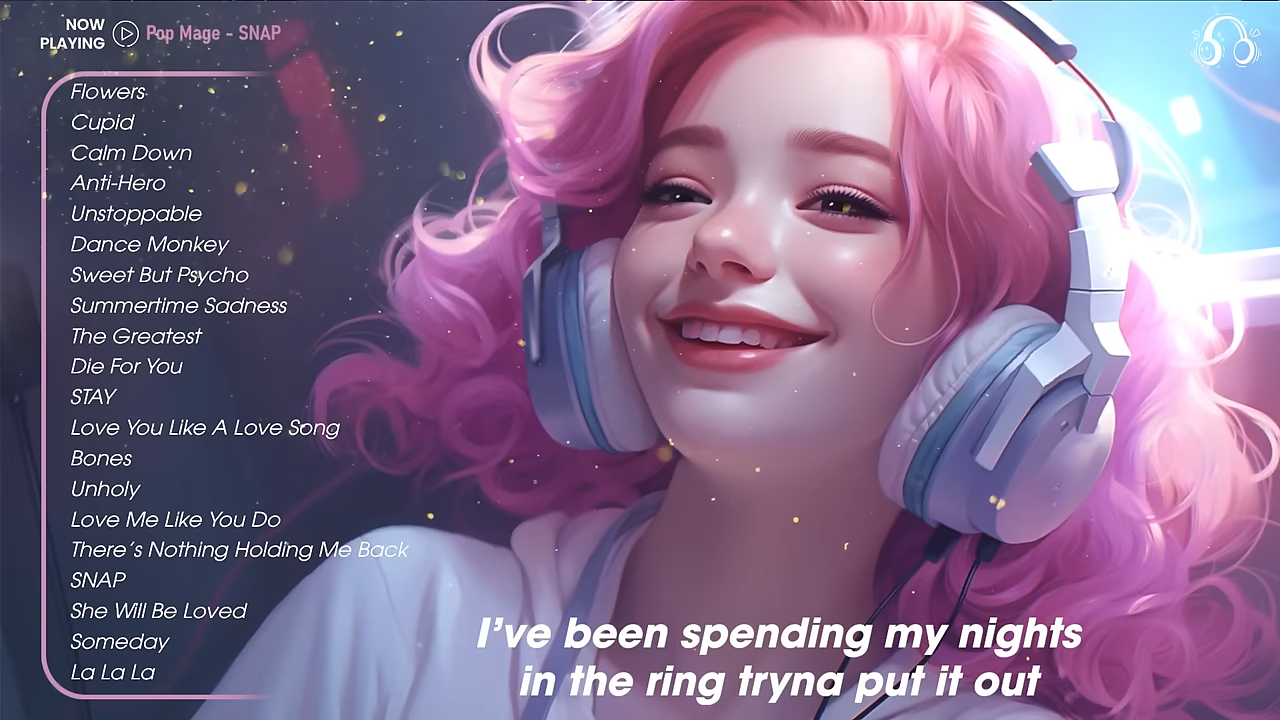 NOW
PLAYING
Pop Mage - SNAP
Flowers
Cupid
Calm Down
Anti-Hero
Unstoppable
Dance Monkey
Sweet But Psycho
Summertime Sadness
The Greatest
Die For You
STAY
Love You Like A Love Song
Bones
Unholy
Love Me Like You Do
There's Nothing Holding Me Back
SNAP
She Will Be Loved
Someday
La La La
I've been spending my nights
in the ring tryna put it out